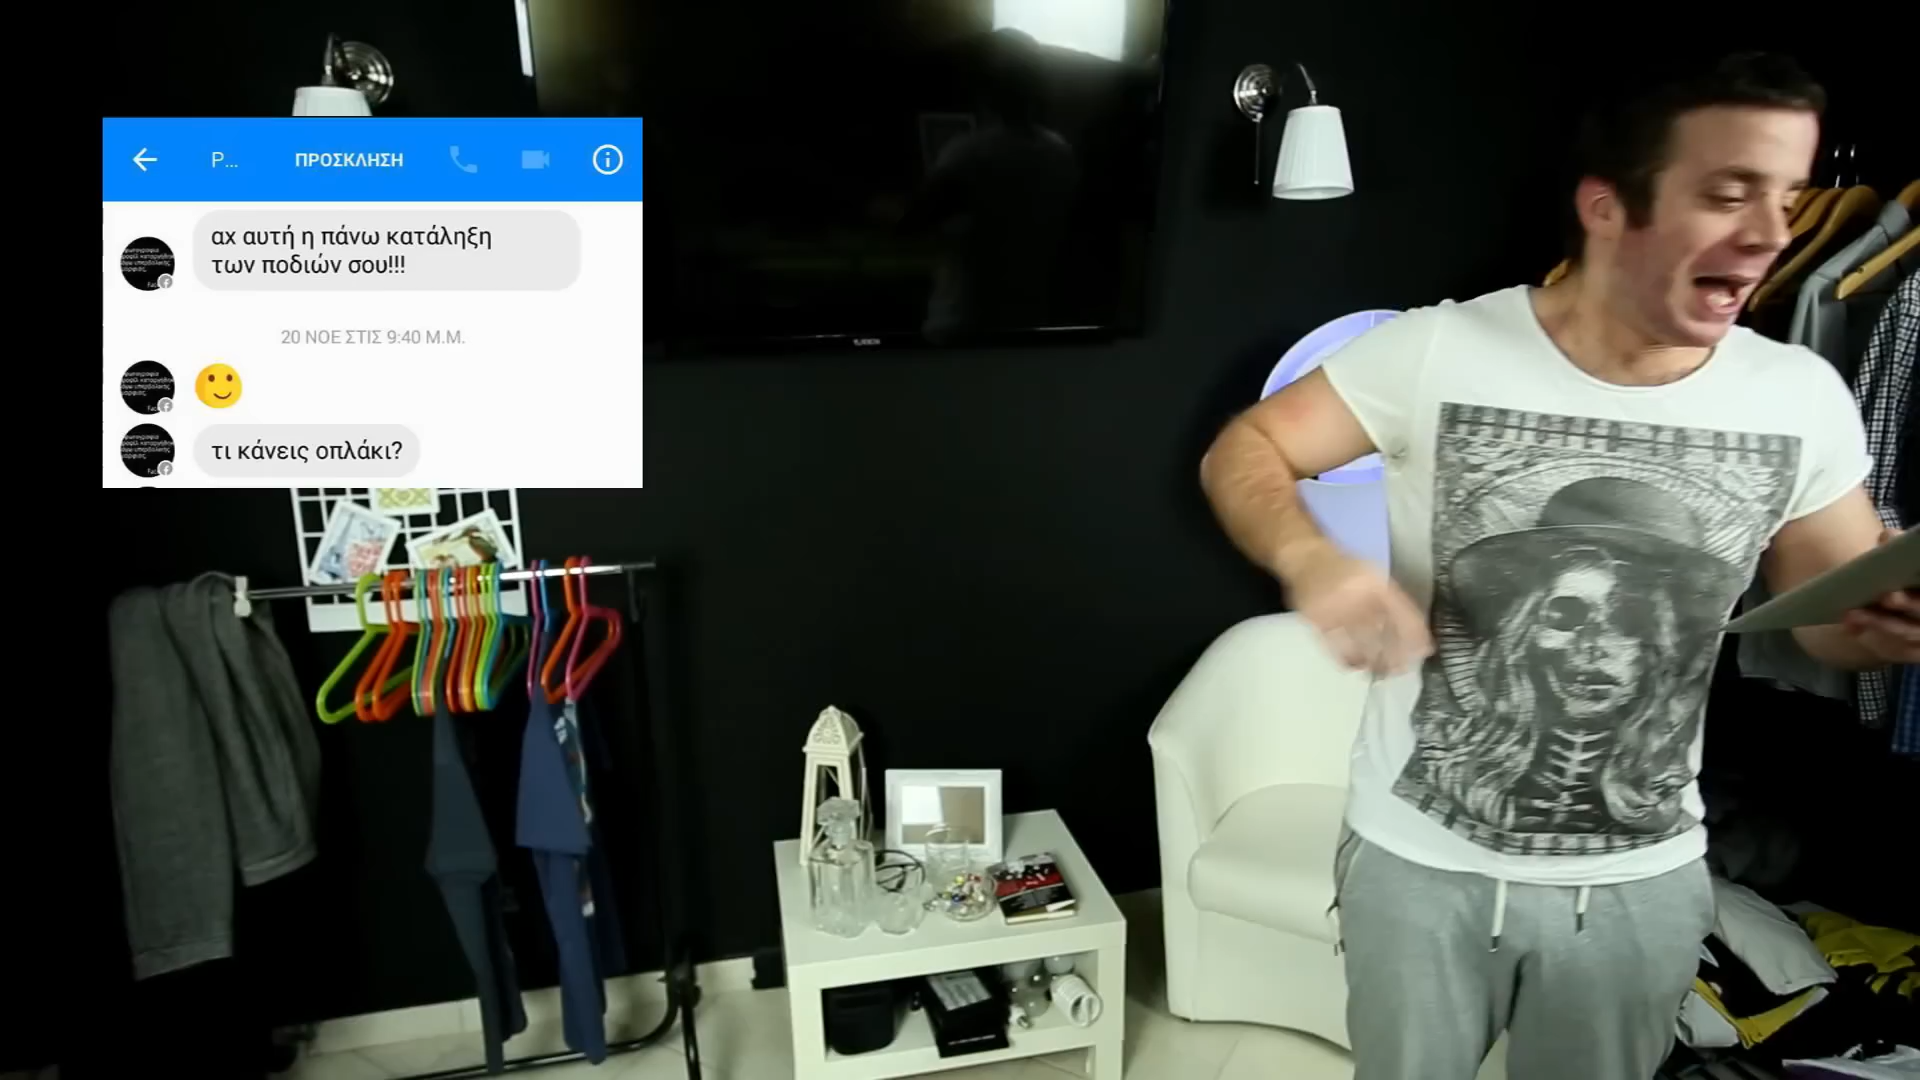 P...
ΠΡΟΣΚΛΗΣΗ
αχ αυτή η πάνω κατάληξη
των ποδιών σου!!!
20 ΝΟΕ ΣΤΙΣ 9:40 Μ.Μ.
τι κάνεις οπλάκι?